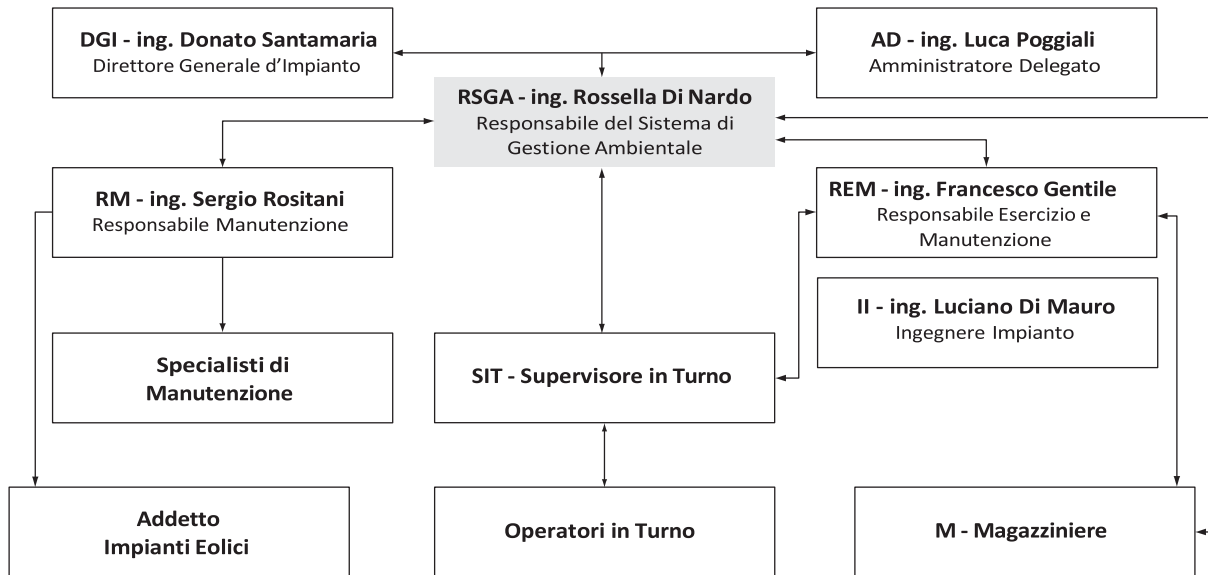 DGI - ing. Donato Santamaria
Direttore Generale d'Impianto
AD - ing. Luca Poggiali
Amministratore Delegato
RSGA - ing. Rossella Di Nardo
Responsabile del Sistema di
Gestione Ambientale
RM - ing. Sergio Rositani
Responsabile Manutenzione
REM - ing. Francesco Gentile
Responsabile Esercizio e
Manutenzione
II - ing. Luciano Di Mauro
Ingegnere Impianto
Specialisti di
Manutenzione
SIT - Supervisore in Turno
Addetto
Impianti Eolici
Operatori in Turno
M - Magazziniere